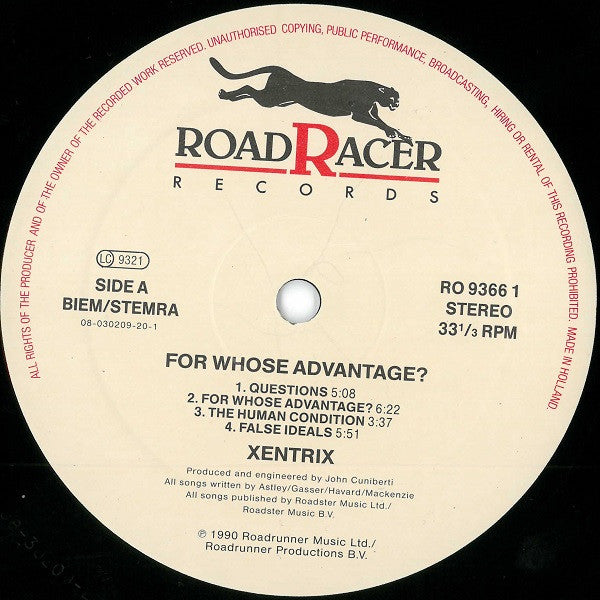 ALL RIGHTS OF THE PRODUCER AND OF THE OWNER OF THE RECORDED WORK RESERVED. UNAUTHORISED COPYING, PUBLIC PERFORMANCE, BROADCASTING, HIRING OR RENTAL OF THIS RECORDING PROHIBITED. MADE IN HOLLAND.
ROADRACER
RECORDS
LC 9321
SIDE A
BIEM/STEMRA
08-030209-20-1
RO 9366 1
STEREO
33 1/3 RPM
FOR WHOSE ADVANTAGE?
1. QUESTIONS 5:08
2. FOR WHOSE ADVANTAGE? 6:22
3. THE HUMAN CONDITION 3:37
4. FALSE IDEALS 5:51
XENTRIX
Produced and engineered by John Cuniberti
All songs written by Astley/Gasser/Havard/Mackenzie
All songs published by Roadster Music Ltd./
Roadster Music B.V.
℗ 1990 Roadrunner Music Ltd./
Roadrunner Productions B.V.